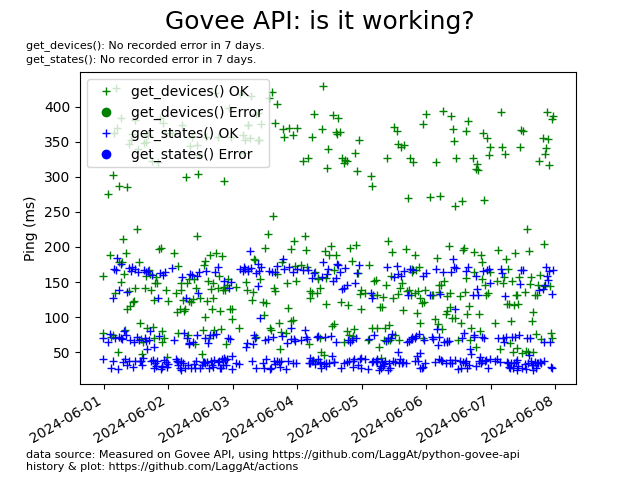 Govee API: is it working?
get_devices(): No recorded error in 7 days.
get_states(): No recorded error in 7 days.
get_devices() OK
get_devices() Error
get_states() OK
get_states() Error
Ping (ms)
400
350
300
250
200
150
100
50
2024-06-01
2024-06-02
2024-06-03
2024-06-04
2024-06-05
2024-06-06
2024-06-07
2024-06-08
data source: Measured on Govee API, using https://github.com/LaggAt/python-govee-api
history & plot: https://github.com/LaggAt/actions